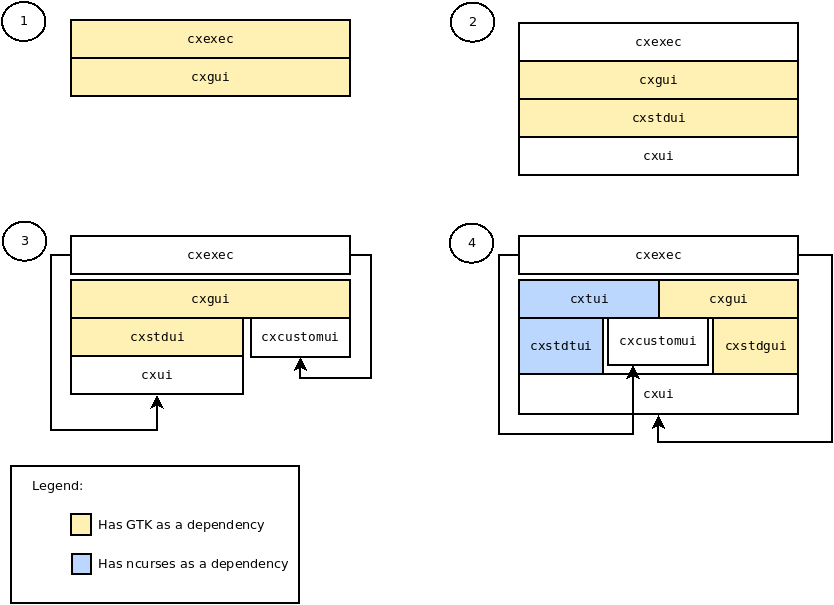 1
cxexec
cxgui
2
cxexec
cxgui
cxstdui
cxui
3
cxexec
cxgui
cxstdui
cxcustomui
cxui
4
cxexec
cxtui
cxgui
cxstdtui
cxcustomui
cxstdgui
cxui
Legend:
Has GTK as a dependency
Has ncurses as a dependency